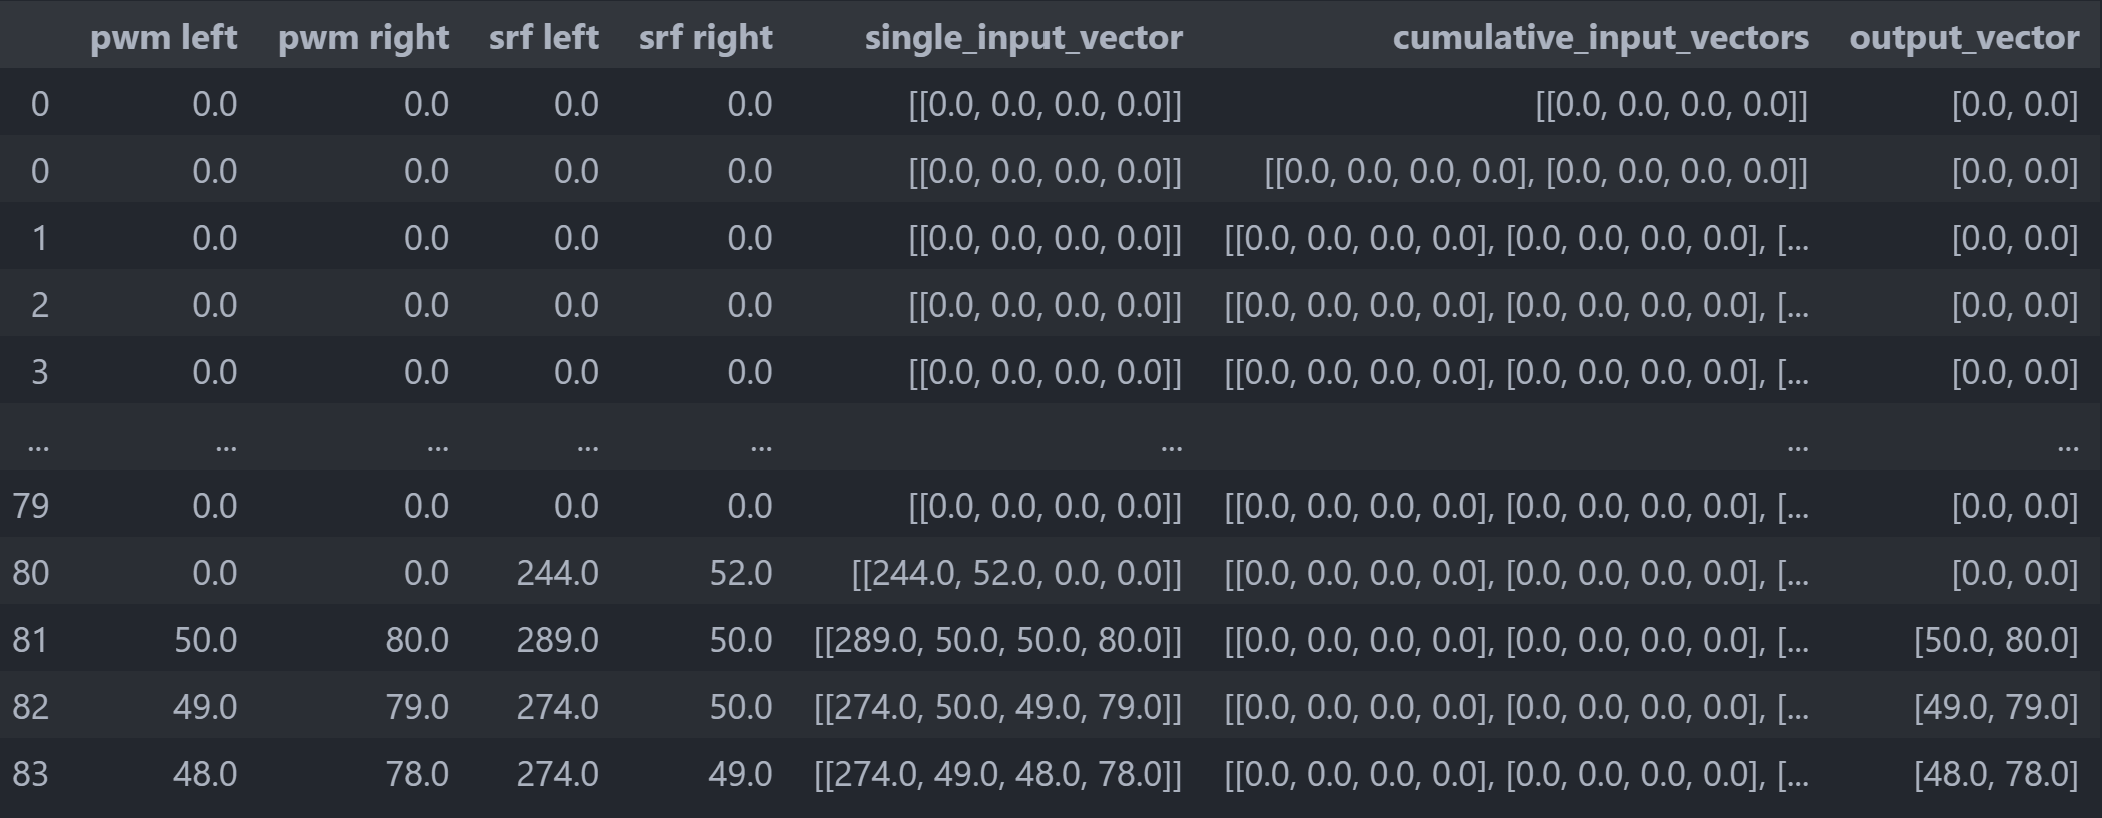 pwm left pwm right srf left srf right single_input_vector cumulative_input_vectors output_vector
0 0.0 0.0 0.0 0.0 [[0.0, 0.0, 0.0, 0.0]] [[0.0, 0.0, 0.0, 0.0]] [0.0, 0.0]
0 0.0 0.0 0.0 0.0 [[0.0, 0.0, 0.0, 0.0]] [[0.0, 0.0, 0.0, 0.0], [0.0, 0.0, 0.0, 0.0]] [0.0, 0.0]
1 0.0 0.0 0.0 0.0 [[0.0, 0.0, 0.0, 0.0]] [[0.0, 0.0, 0.0, 0.0], [0.0, 0.0, 0.0, 0.0], [... [0.0, 0.0]
2 0.0 0.0 0.0 0.0 [[0.0, 0.0, 0.0, 0.0]] [[0.0, 0.0, 0.0, 0.0], [0.0, 0.0, 0.0, 0.0], [... [0.0, 0.0]
3 0.0 0.0 0.0 0.0 [[0.0, 0.0, 0.0, 0.0]] [[0.0, 0.0, 0.0, 0.0], [0.0, 0.0, 0.0, 0.0], [... [0.0, 0.0]
... ... ... ... ... ... ... ...
79 0.0 0.0 0.0 0.0 [[0.0, 0.0, 0.0, 0.0]] [[0.0, 0.0, 0.0, 0.0], [0.0, 0.0, 0.0, 0.0], [... [0.0, 0.0]
80 0.0 0.0 244.0 52.0 [[244.0, 52.0, 0.0, 0.0]] [[0.0, 0.0, 0.0, 0.0], [0.0, 0.0, 0.0, 0.0], [... [0.0, 0.0]
81 50.0 80.0 289.0 50.0 [[289.0, 50.0, 50.0, 80.0]] [[0.0, 0.0, 0.0, 0.0], [0.0, 0.0, 0.0, 0.0], [... [50.0, 80.0]
82 49.0 79.0 274.0 50.0 [[274.0, 50.0, 49.0, 79.0]] [[0.0, 0.0, 0.0, 0.0], [0.0, 0.0, 0.0, 0.0], [... [49.0, 79.0]
83 48.0 78.0 274.0 49.0 [[274.0, 49.0, 48.0, 78.0]] [[0.0, 0.0, 0.0, 0.0], [0.0, 0.0, 0.0, 0.0], [... [48.0, 78.0]